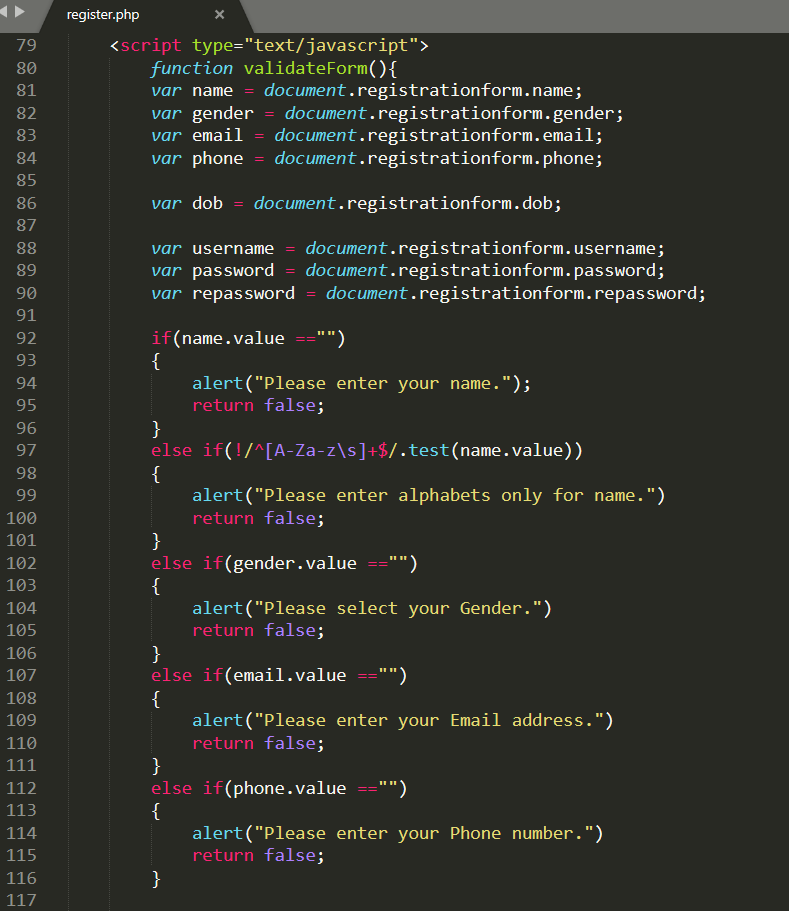 register.php ×
79 <script type="text/javascript">
80 function validateForm(){
81 var name = document.registrationform.name;
82 var gender = document.registrationform.gender;
83 var email = document.registrationform.email;
84 var phone = document.registrationform.phone;
85
86 var dob = document.registrationform.dob;
87
88 var username = document.registrationform.username;
89 var password = document.registrationform.password;
90 var repassword = document.registrationform.repassword;
91
92 if(name.value =="")
93 {
94 alert("Please enter your name.");
95 return false;
96 }
97 else if(!/^[A-Za-z\s]+$/.test(name.value))
98 {
99 alert("Please enter alphabets only for name.")
100 return false;
101 }
102 else if(gender.value =="")
103 {
104 alert("Please select your Gender.")
105 return false;
106 }
107 else if(email.value =="")
108 {
109 alert("Please enter your Email address.")
110 return false;
111 }
112 else if(phone.value =="")
113 {
114 alert("Please enter your Phone number.")
115 return false;
116 }
117